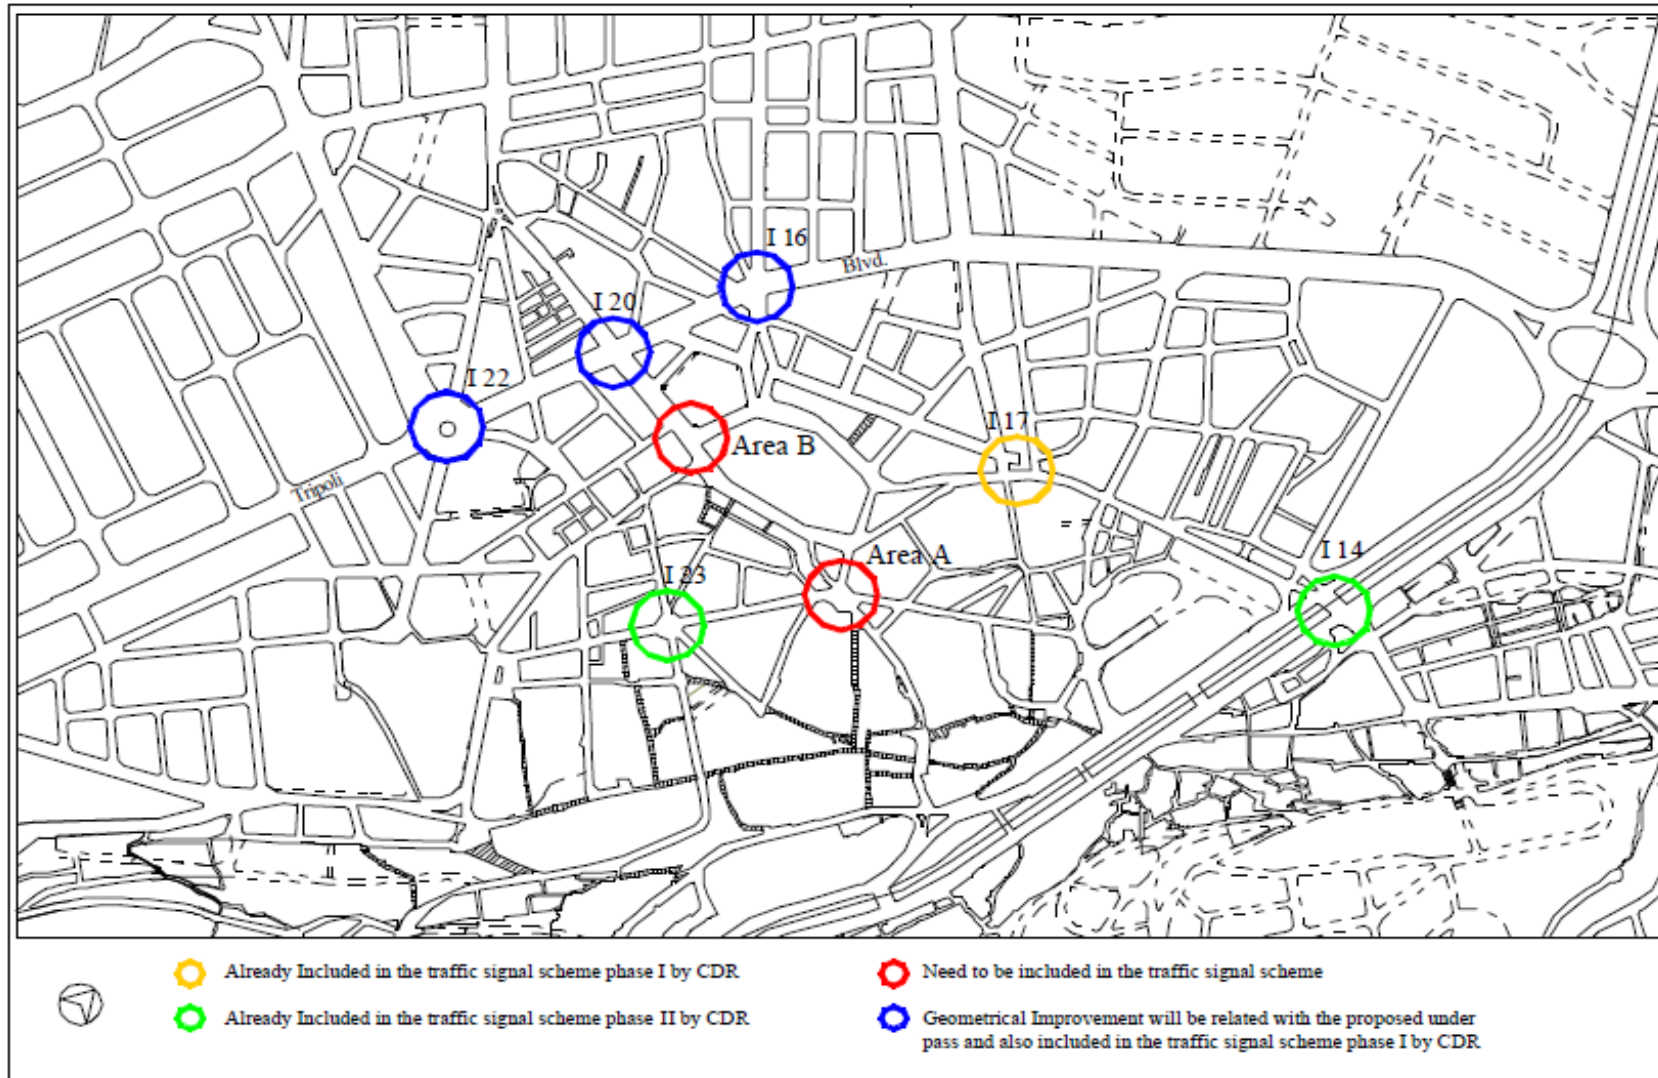 I 16
Blvd.
I 20
I 22
I 17
Area B
Tripoli
Area A
I 14
I 23
Already Included in the traffic signal scheme phase I by CDR
Need to be included in the traffic signal scheme
Already Included in the traffic signal scheme phase II by CDR
Geometrical Improvement will be related with the proposed under
pass and also included in the traffic signal scheme phase I by CDR